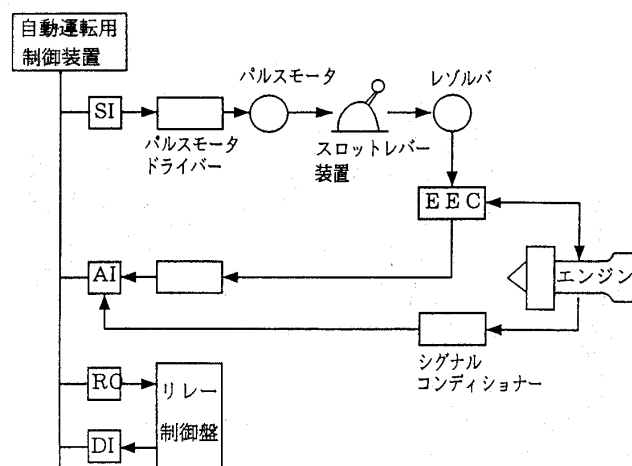 自動運転用
制御装置
パルスモータ
レゾルバ
SI
パルスモータ
ドライバー
スロットレバー
装置
EEC
AI
エンジン
シグナル
コンディショナー
RO
リレー
制御盤
DI